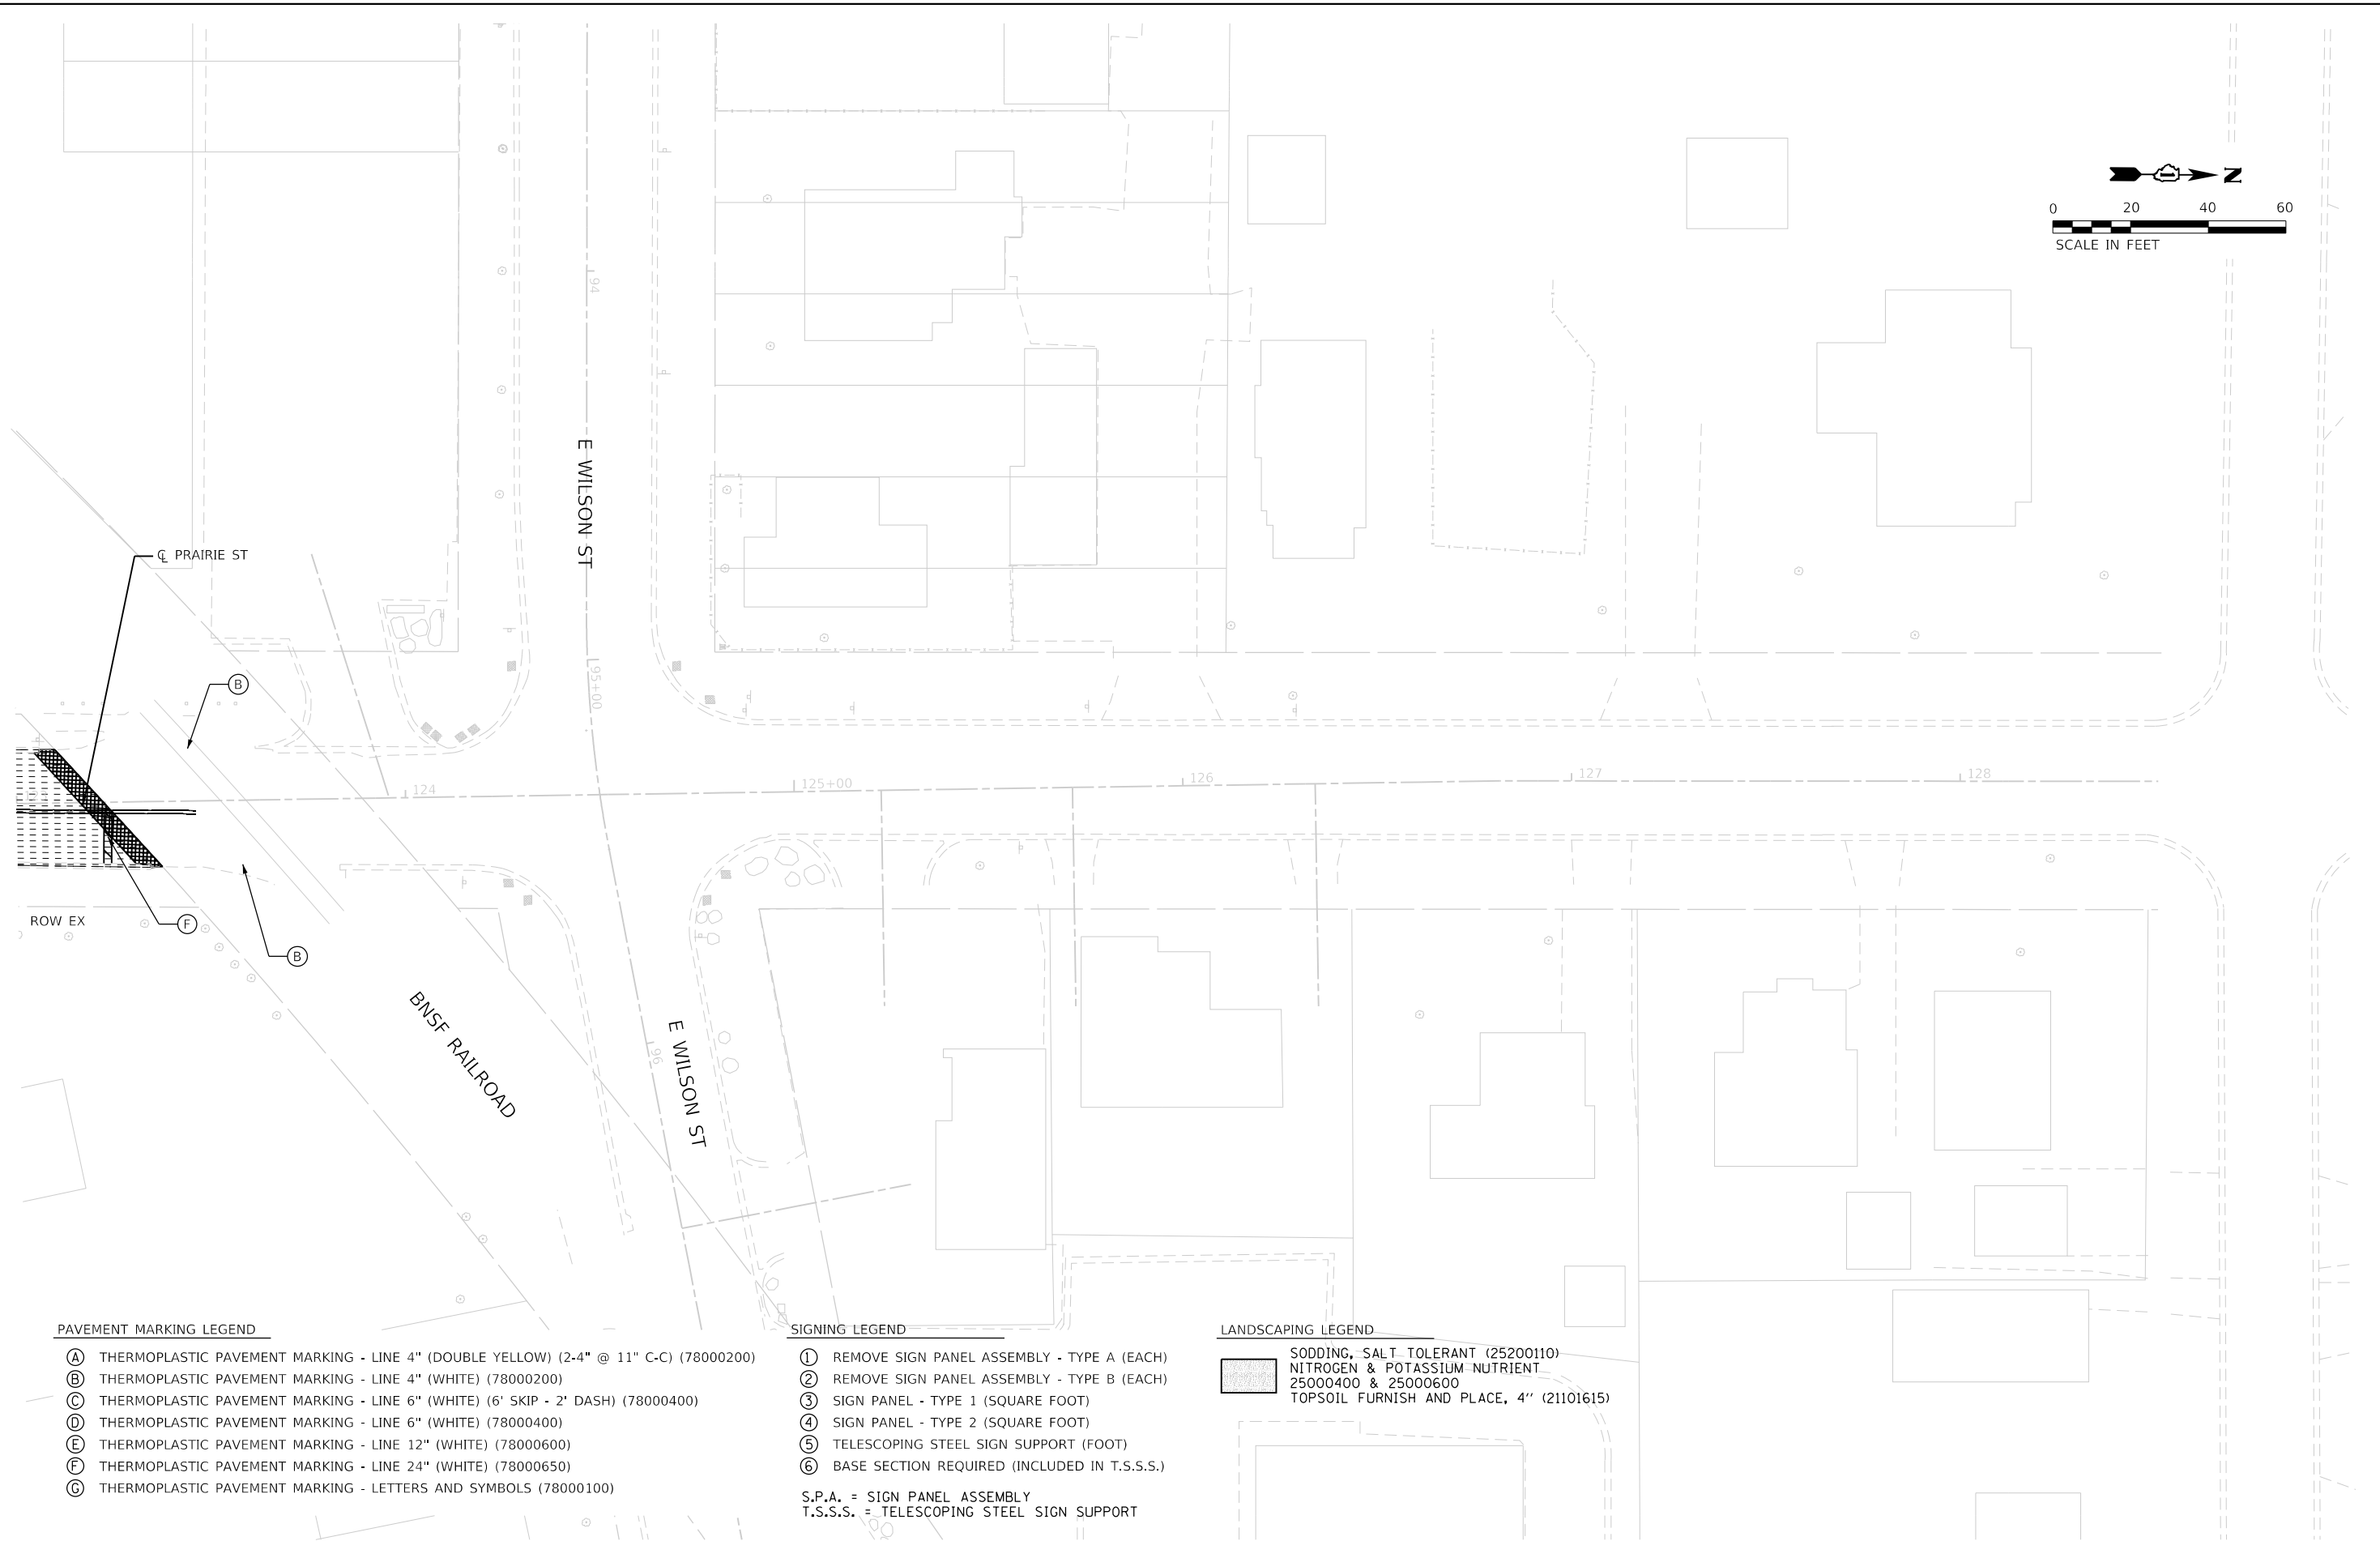 N
0 20 40 60
SCALE IN FEET
94
E WILSON ST
℄ PRAIRIE ST
95+00
B
124
125+00
126
127
128
ROW EX
F
B
BNSF RAILROAD
96
E WILSON ST
PAVEMENT MARKING LEGEND
A THERMOPLASTIC PAVEMENT MARKING - LINE 4" (DOUBLE YELLOW) (2-4" @ 11" C-C) (78000200)
B THERMOPLASTIC PAVEMENT MARKING - LINE 4" (WHITE) (78000200)
C THERMOPLASTIC PAVEMENT MARKING - LINE 6" (WHITE) (6' SKIP - 2' DASH) (78000400)
D THERMOPLASTIC PAVEMENT MARKING - LINE 6" (WHITE) (78000400)
E THERMOPLASTIC PAVEMENT MARKING - LINE 12" (WHITE) (78000600)
F THERMOPLASTIC PAVEMENT MARKING - LINE 24" (WHITE) (78000650)
G THERMOPLASTIC PAVEMENT MARKING - LETTERS AND SYMBOLS (78000100)
SIGNING LEGEND
1 REMOVE SIGN PANEL ASSEMBLY - TYPE A (EACH)
2 REMOVE SIGN PANEL ASSEMBLY - TYPE B (EACH)
3 SIGN PANEL - TYPE 1 (SQUARE FOOT)
4 SIGN PANEL - TYPE 2 (SQUARE FOOT)
5 TELESCOPING STEEL SIGN SUPPORT (FOOT)
6 BASE SECTION REQUIRED (INCLUDED IN T.S.S.S.)
S.P.A. = SIGN PANEL ASSEMBLY
T.S.S.S. = TELESCOPING STEEL SIGN SUPPORT
LANDSCAPING LEGEND
SODDING, SALT TOLERANT (25200110)
NITROGEN & POTASSIUM NUTRIENT
25000400 & 25000600
TOPSOIL FURNISH AND PLACE, 4'' (21101615)